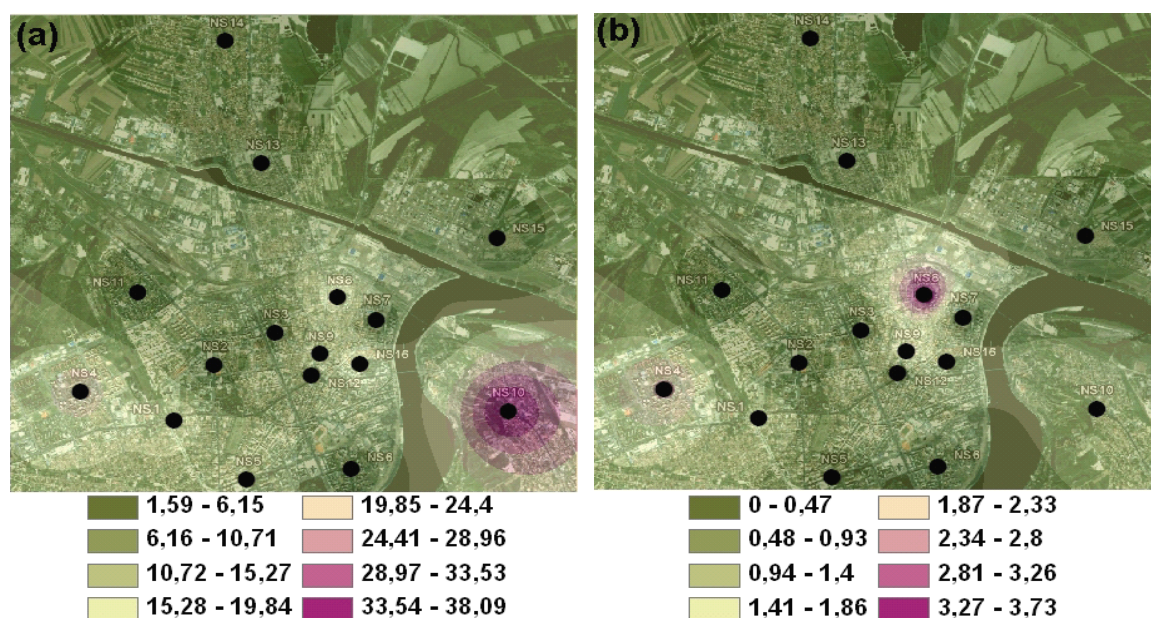 (a)
NS14
NS13
NS15
NS11
NS8
NS7
NS3
NS9
NS2
NS16
NS12
NS4
NS10
NS1
NS6
NS5
1,59 - 6,15
19,85 - 24,4
6,16 - 10,71
24,41 - 28,96
10,72 - 15,27
28,97 - 33,53
15,28 - 19,84
33,54 - 38,09
(b)
NS14
NS13
NS15
NS11
NS8
NS7
NS3
NS9
NS2
NS16
NS12
NS4
NS10
NS1
NS6
NS5
0 - 0,47
1,87 - 2,33
0,48 - 0,93
2,34 - 2,8
0,94 - 1,4
2,81 - 3,26
1,41 - 1,86
3,27 - 3,73